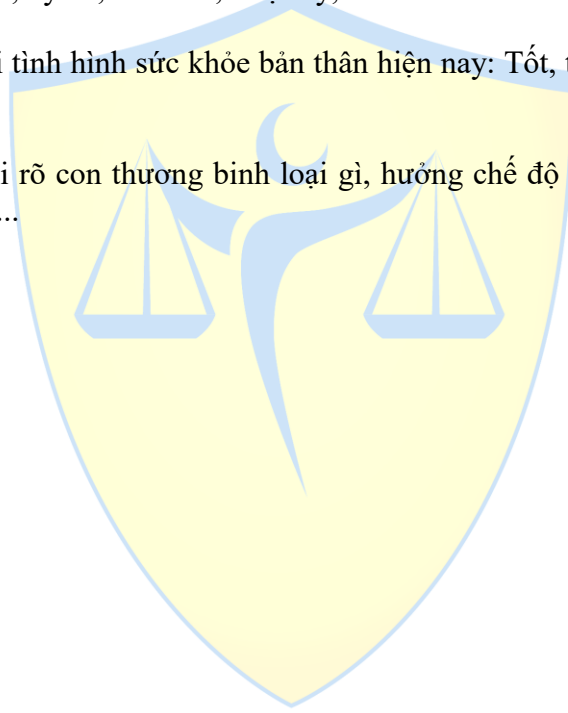 i tình hình sức khỏe bản thân hiện nay: Tốt,
i rõ con thương binh loại gì, hưởng chế độ
...